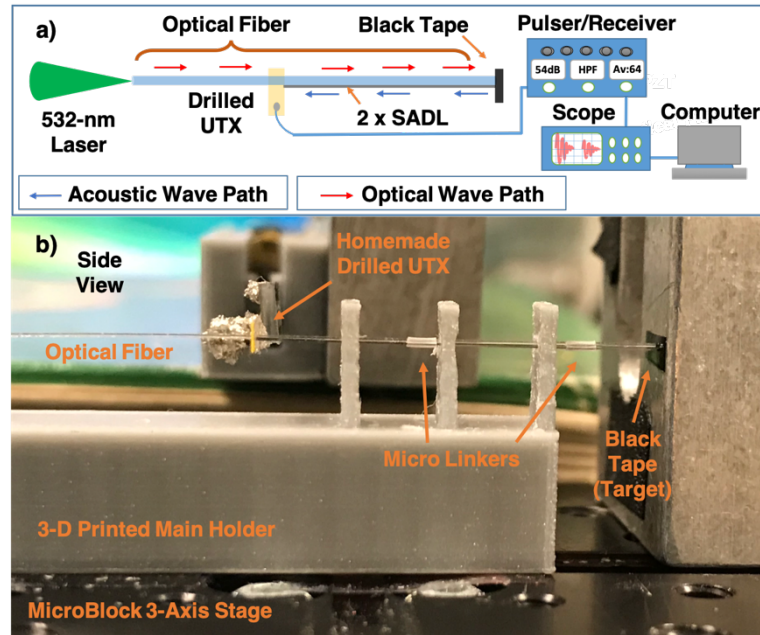 a)
Optical Fiber
Black Tape
Pulser/Receiver
54dB
HPF
Av:64
Drilled
UTX
2 x SADL
532-nm
Laser
Scope
Computer
Acoustic Wave Path
Optical Wave Path
b)
Side
View
Homemade
Drilled UTX
Optical Fiber
Micro Linkers
Black
Tape
(Target)
3-D Printed Main Holder
MicroBlock 3-Axis Stage